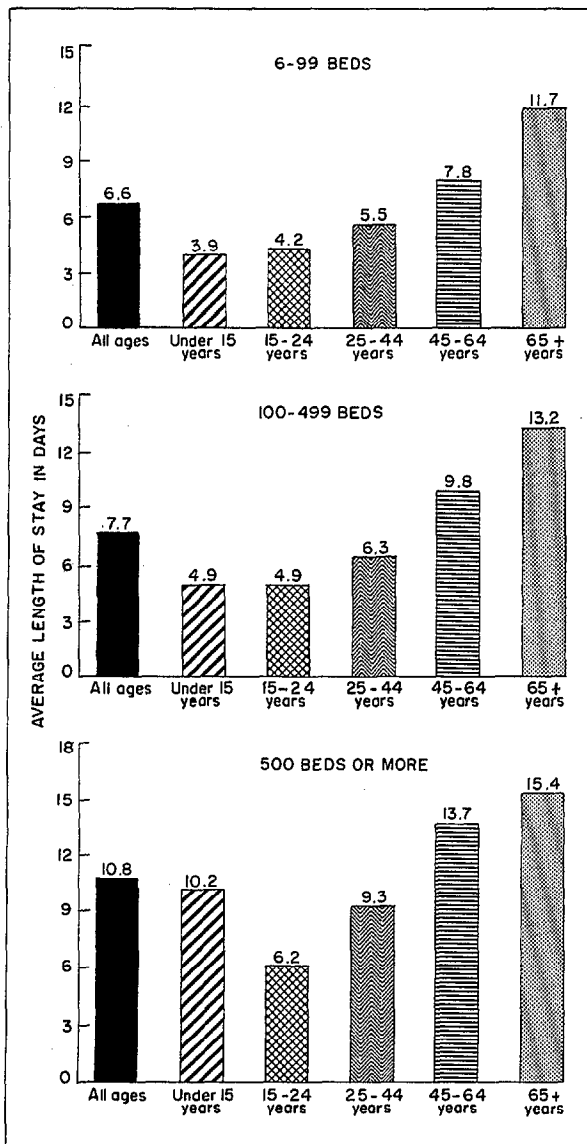 AVERAGE LENGTH OF STAY IN DAYS
6-99 BEDS
15
12
9
6
3
0
6.6
3.9
4.2
5.5
7.8
11.7
All ages
Under 15 years
15-24 years
25-44 years
45-64 years
65+ years
100-499 BEDS
15
12
9
6
3
0
7.7
4.9
4.9
6.3
9.8
13.2
All ages
Under 15 years
15-24 years
25-44 years
45-64 years
65+ years
500 BEDS OR MORE
18
15
12
9
6
3
0
10.8
10.2
6.2
9.3
13.7
15.4
All ages
Under 15 years
15-24 years
25-44 years
45-64 years
65+ years